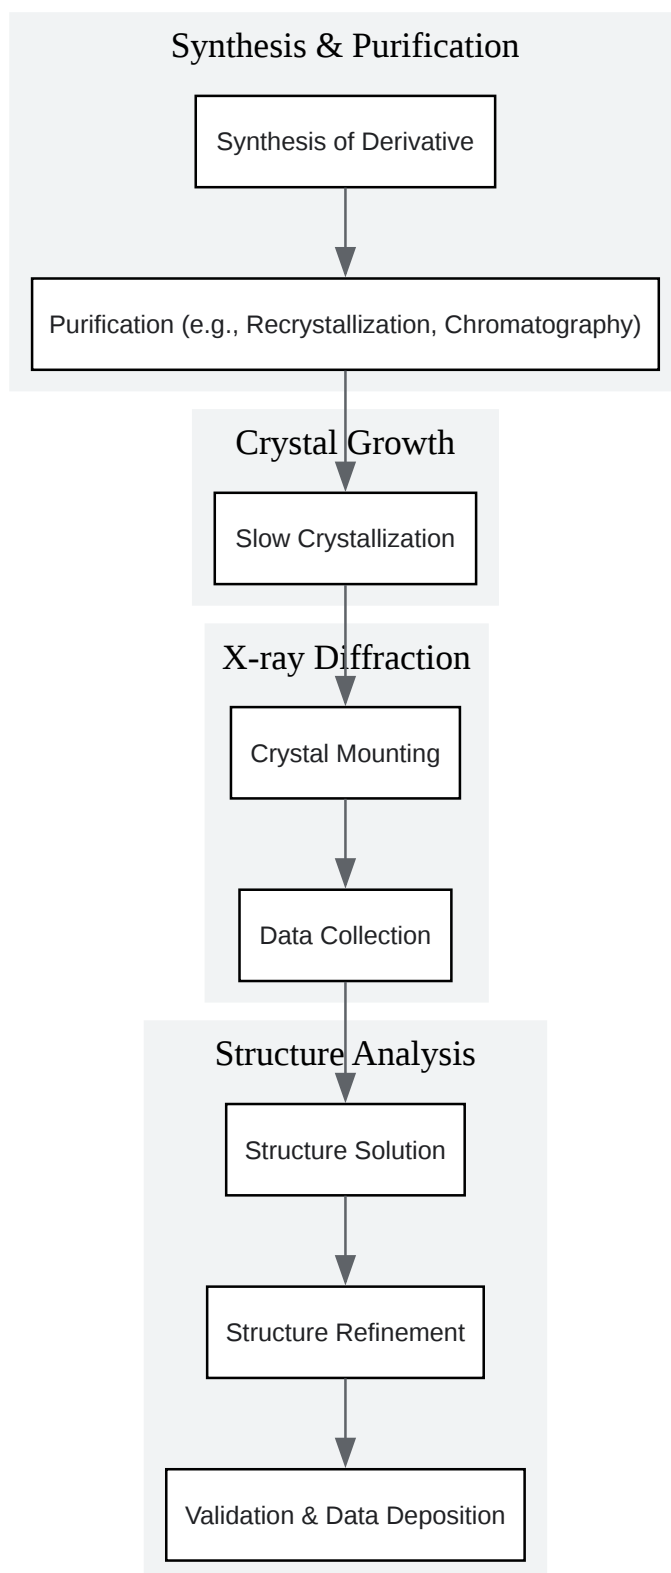 Synthesis & Purification
Synthesis of Derivative
Purification (e.g., Recrystallization, Chromatography)
Crystal Growth
Slow Crystallization
X-ray Diffraction
Crystal Mounting
Data Collection
Structure Analysis
Structure Solution
Structure Refinement
Validation & Data Deposition